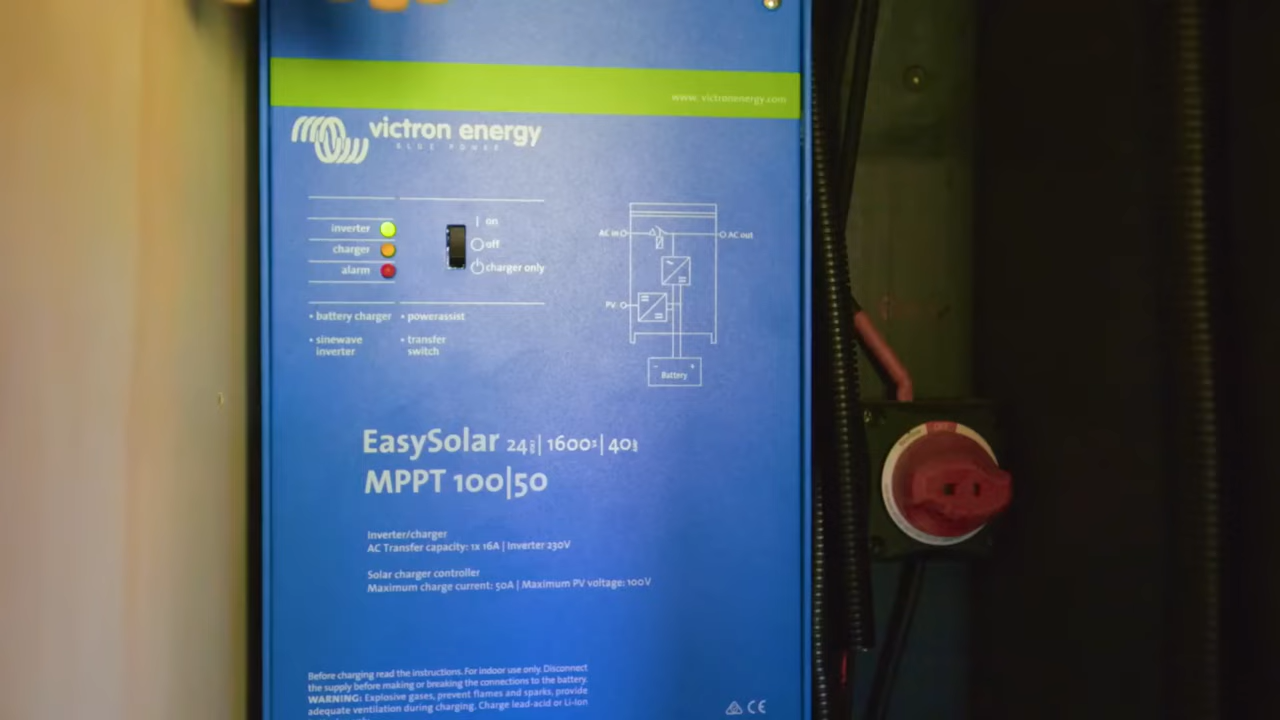 www. victronenergy.com
victron energy
BLUE POWER
on
inverter
off
charger
alarm
charger only
• battery charger • powerassist
• sinewave inverter
• transfer switch
AC in
AC out
PV
Battery
EasySolar 24 | 1600 | 40
MPPT 100|50
Inverter/charger
AC Transfer capacity: 1x 16A | Inverter 230V
Solar charger controller
Maximum charge current: 50A | Maximum PV voltage: 100V
Before charging read the instructions. For indoor use only. Disconnect
the supply before making or breaking the connections to the battery.
WARNING: Explosive gases, prevent flames and sparks, provide
adequate ventilation during charging. Charge lead-acid or Li-Ion
CE
OFF